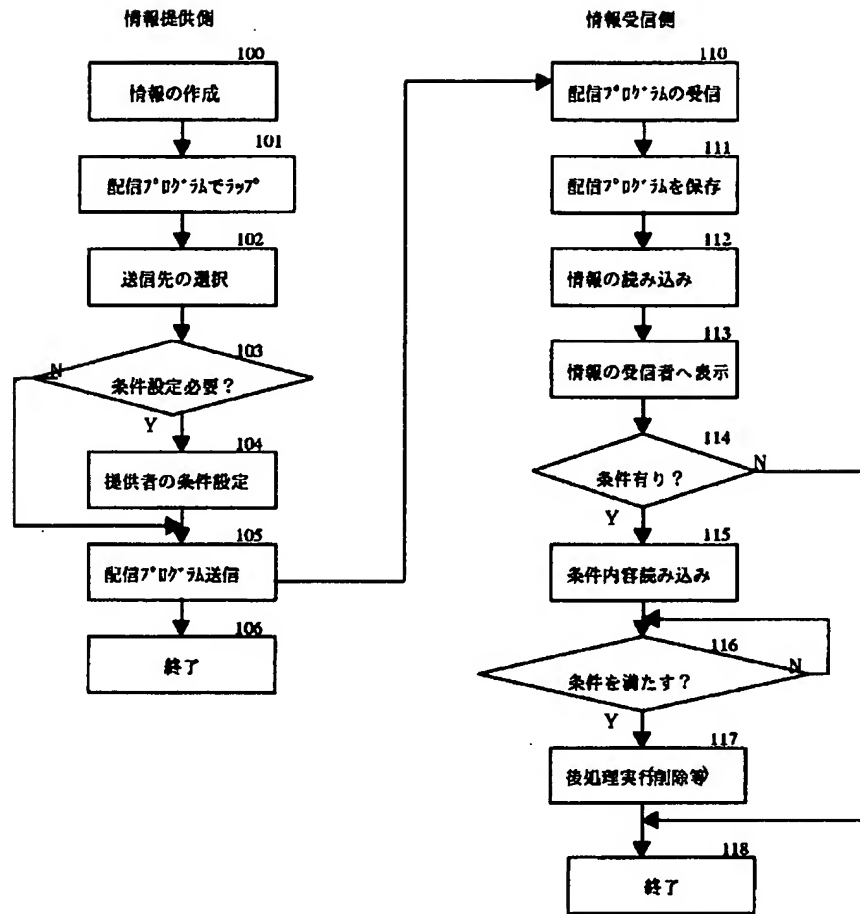 情報提供側
100
情報の作成
101
配信プログラムでラップ
102
送信先の選択
103
N
条件設定必要？
Y
104
提供者の条件設定
105
配信プログラム送信
106
終了
情報受信側
110
配信プログラムの受信
111
配信プログラムを保存
112
情報の読み込み
113
情報の受信者へ表示
114
N
条件有り？
Y
115
条件内容読み込み
116
N
条件を満たす？
Y
117
後処理実行(削除等)
118
終了